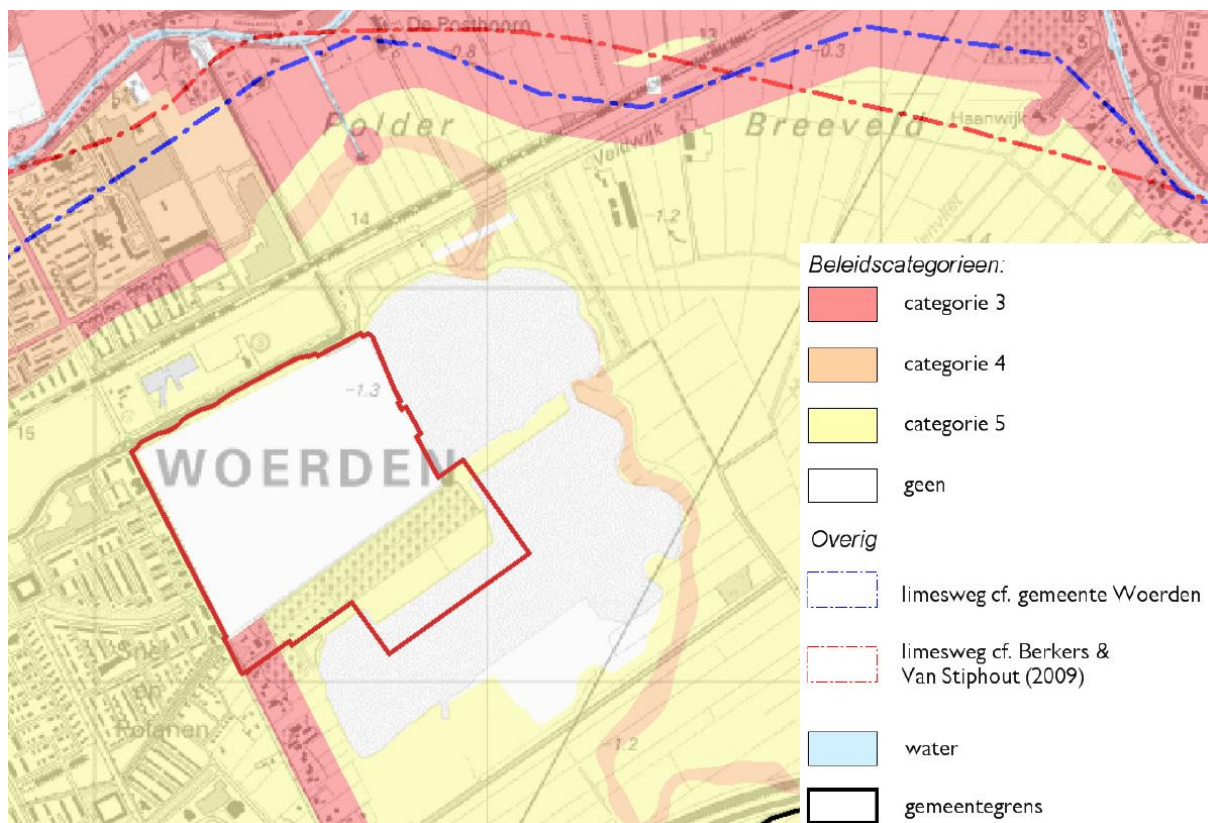 De Posthoorn
-0.8
-0.3
0.3
Polder
Breeveld
Haanwijk
Veldwijk
14
-1.2
-1.3
15
WOERDEN
Snel
en
Polanen
-1.2
Beleidscategorieen:
categorie 3
categorie 4
categorie 5
geen
Overig
limesweg cf. gemeente Woerden
limesweg cf. Berkers &
Van Stiphout (2009)
water
gemeentegrens